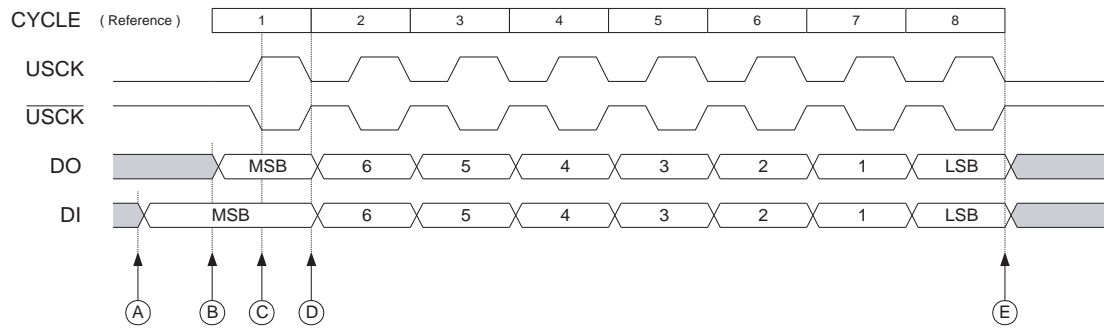 CYCLE ( Reference ) 1 2 3 4 5 6 7 8
USCK
USCK
DO MSB 6 5 4 3 2 1 LSB
DI MSB 6 5 4 3 2 1 LSB
A B C D E